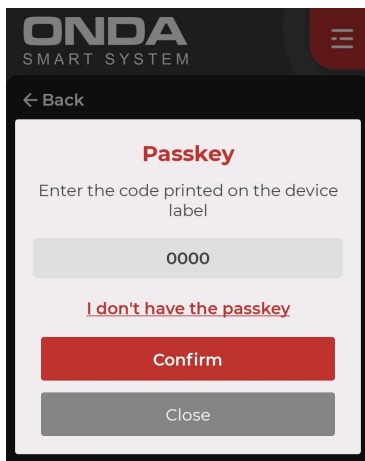 ONDA
SMART SYSTEM
← Back
Passkey
Enter the code printed on the device
label
0000
I don't have the passkey
Confirm
Close